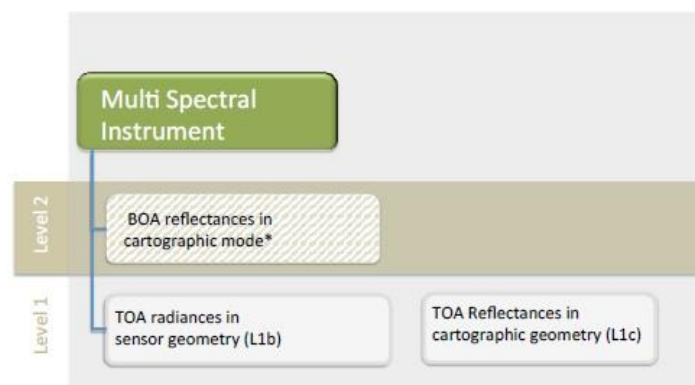 Multi Spectral
Instrument
Level 2
BOA reflectances in
cartographic mode*
Level 1
TOA radiances in
sensor geometry (L1b)
TOA Reflectances in
cartographic geometry (L1c)